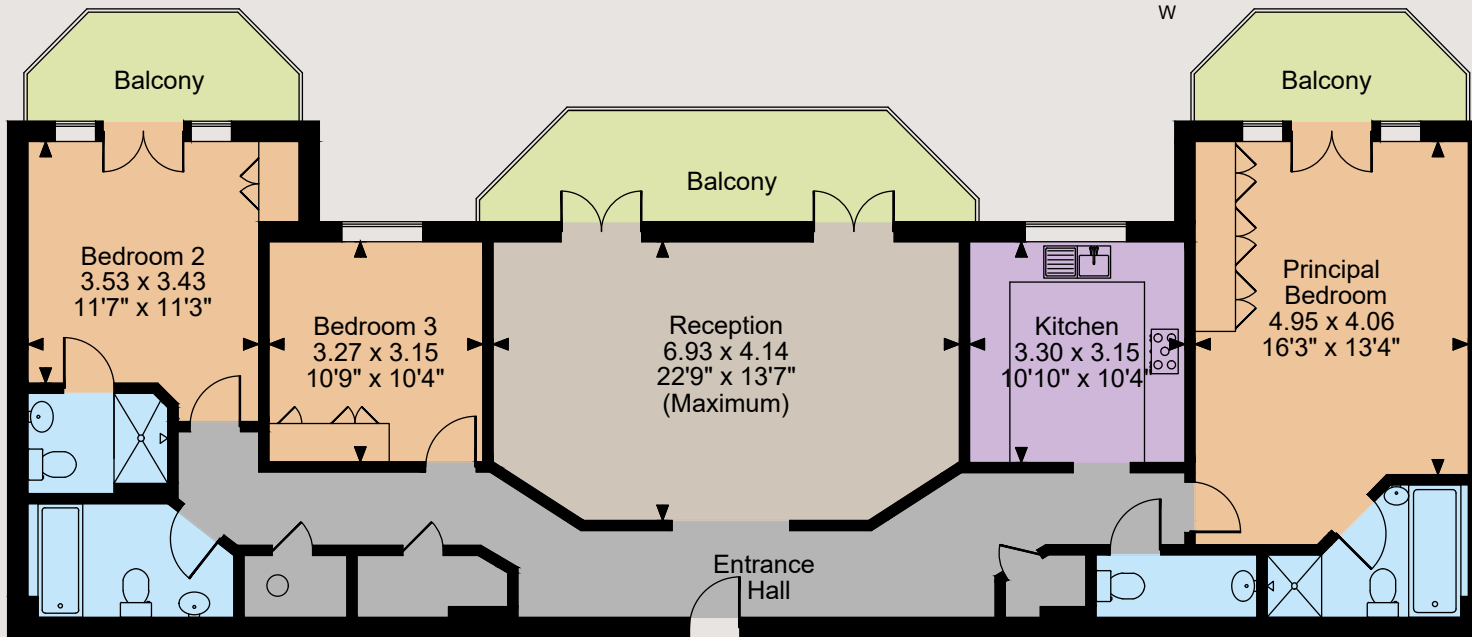 W
Balcony
Balcony
Balcony
Bedroom 2
3.53 x 3.43
11'7" x 11'3"
Bedroom 3
3.27 x 3.15
10'9" x 10'4"
Reception
6.93 x 4.14
22'9" x 13'7"
(Maximum)
Kitchen
3.30 x 3.15
10'10" x 10'4"
Principal
Bedroom
4.95 x 4.06
16'3" x 13'4"
Entrance
Hall